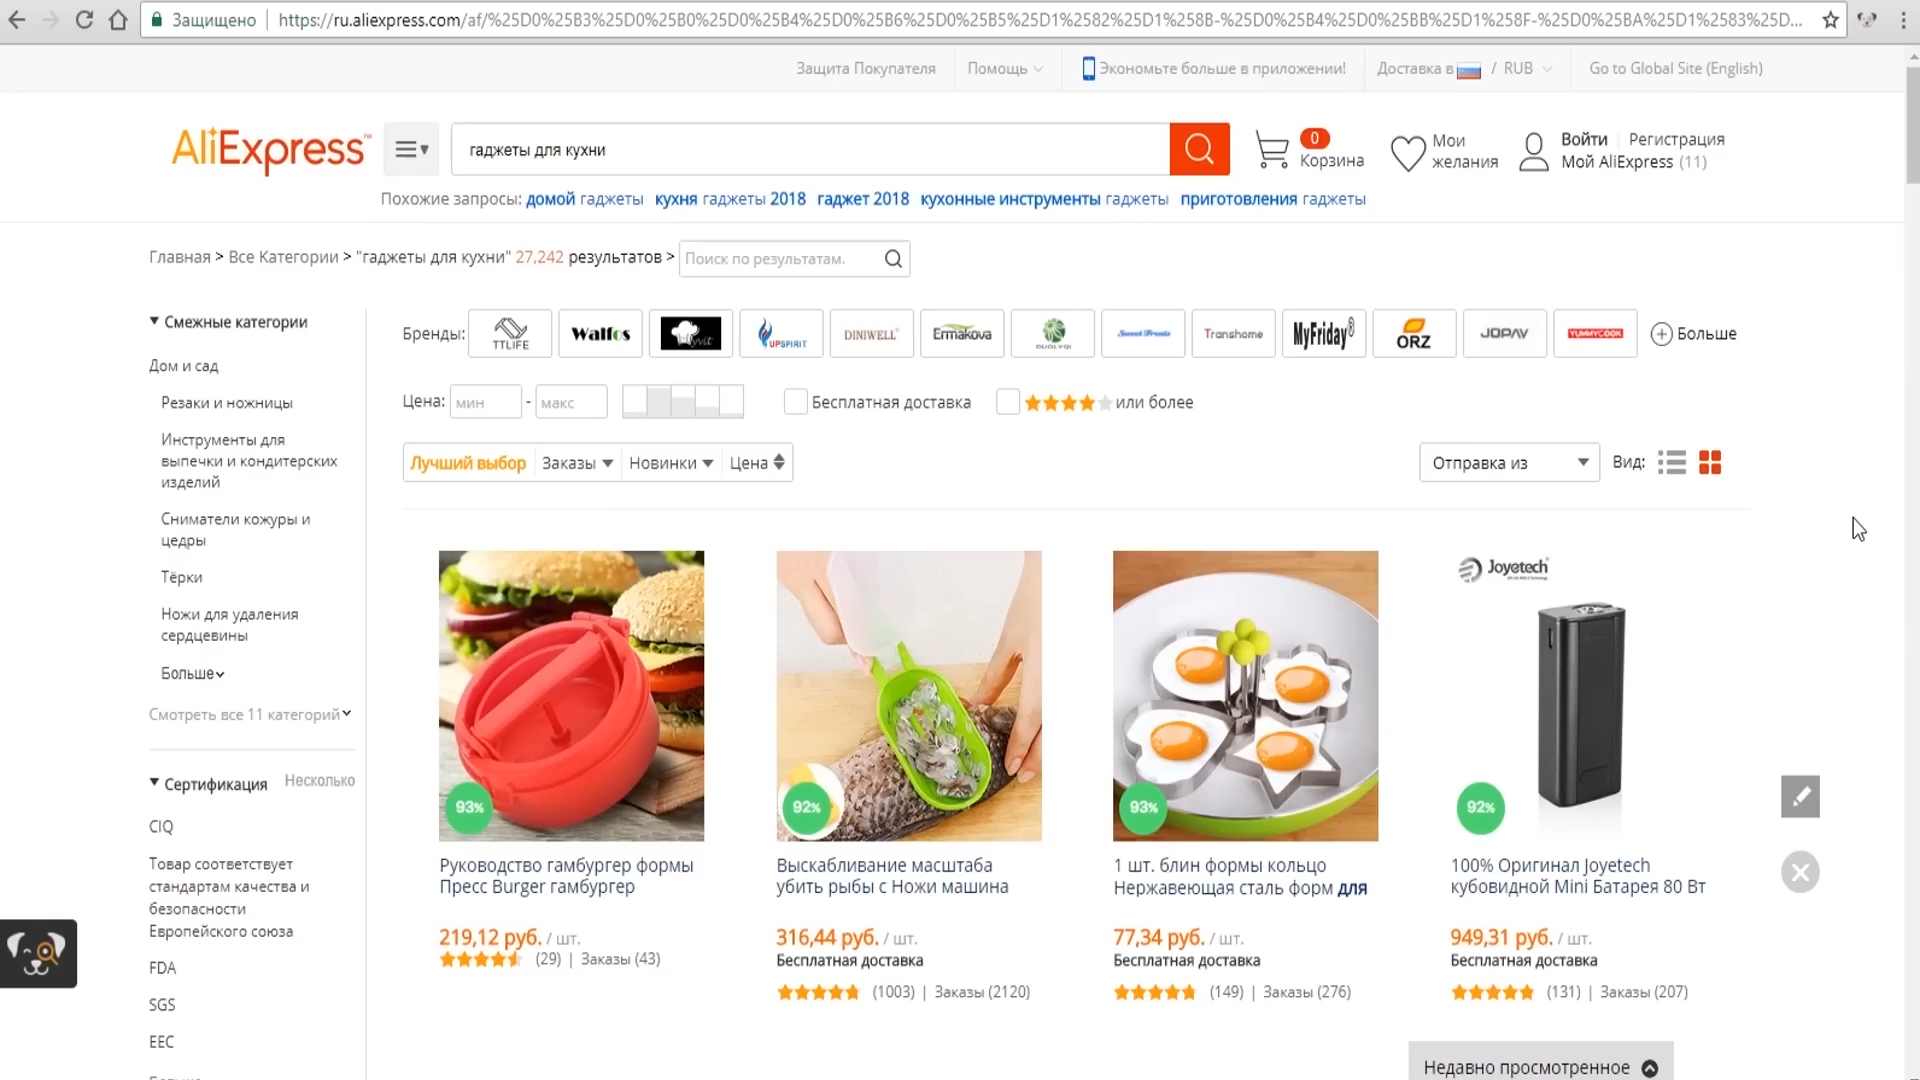 Защищено
https://ru.aliexpress.com/af/%25D0%25B3%25D0%25B0%25D0%25B4%25D0%25B6%25D0%25B5%25D1%2582%25D1%258B-%25D0%25B4%25D0%25BB%25D1%258F-%25D0%25BA%25D1%2583%25D...
Защита Покупателя
Помощь
Экономьте больше в приложении!
Доставка в / RUB
Go to Global Site (English)
AliExpress™
гаджеты для кухни
0
Корзина
Мои желания
Войти Регистрация
Мой AliExpress (11)
Похожие запросы: домой гаджеты кухня гаджеты 2018 гаджет 2018 кухонные инструменты гаджеты приготовления гаджеты
Главная > Все Категории > "гаджеты для кухни" 27,242 результатов > Поиск по результатам.
Смежные категории
Дом и сад
Резаки и ножницы
Инструменты для
выпечки и кондитерских
изделий
Сниматели кожуры и
цедры
Тёрки
Ножи для удаления
сердцевины
Больше
Смотреть все 11 категорий
Сертификация Несколько
CIQ
Товар соответствует
стандартам качества и
безопасности
Европейского союза
FDA
SGS
EEC
Бренды: TTLIFE Walfos UPSPIRIT DINIWELL Ermakova Sweet Treats Transhome MyFriday® ORZ JOPAV YUMMYCOOK Больше
Цена: мин - макс Бесплатная доставка или более
Лучший выбор Заказы Новинки Цена
Отправка из Вид:
93%
92%
93%
Joyetech
92%
Руководство гамбургер формы
Пресс Burger гамбургер
219,12 руб. / шт.
(29) | Заказы (43)
Выскабливание масштаба
убить рыбы с Ножи машина
316,44 руб. / шт.
Бесплатная доставка
(1003) | Заказы (2120)
1 шт. блин формы кольцо
Нержавеющая сталь форм для
77,34 руб. / шт.
Бесплатная доставка
(149) | Заказы (276)
100% Оригинал Joyetech
кубовидной Mini Батарея 80 Вт
949,31 руб. / шт.
Бесплатная доставка
(131) | Заказы (207)
Недавно просмотренное